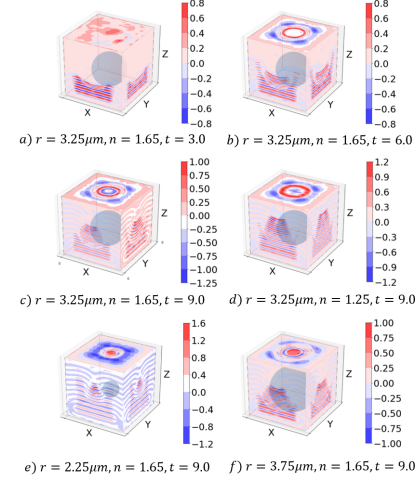 0.8
0.6
0.4
0.2
0.0
−0.2
−0.4
−0.6
−0.8
X
Y
Z
a) r = 3.25μm, n = 1.65, t = 3.0
0.8
0.6
0.4
0.2
0.0
−0.2
−0.4
−0.6
−0.8
X
Y
Z
b) r = 3.25μm, n = 1.65, t = 6.0
1.00
0.75
0.50
0.25
0.00
−0.25
−0.50
−0.75
−1.00
−1.25
X
Y
Z
c) r = 3.25μm, n = 1.65, t = 9.0
1.2
0.9
0.6
0.3
0.0
−0.3
−0.6
−0.9
−1.2
X
Y
Z
d) r = 3.25μm, n = 1.25, t = 9.0
1.6
1.2
0.8
0.4
0.0
−0.4
−0.8
−1.2
X
Y
Z
e) r = 2.25μm, n = 1.65, t = 9.0
1.00
0.75
0.50
0.25
0.00
−0.25
−0.50
−0.75
−1.00
X
Y
Z
f) r = 3.75μm, n = 1.65, t = 9.0